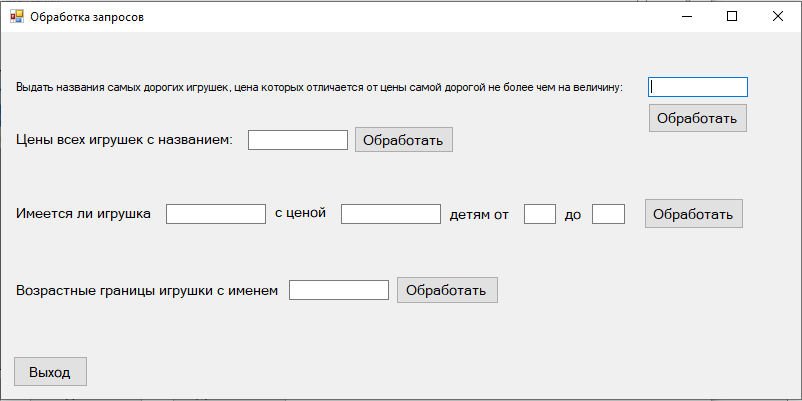 Обработка запросов
Выдать названия самых дорогих игрушек, цена которых отличается от цены самой дорогой не более чем на величину:
Обработать
Цены всех игрушек с названием: Обработать
Имеется ли игрушка с ценой детям от до Обработать
Возрастные границы игрушки с именем Обработать
Выход